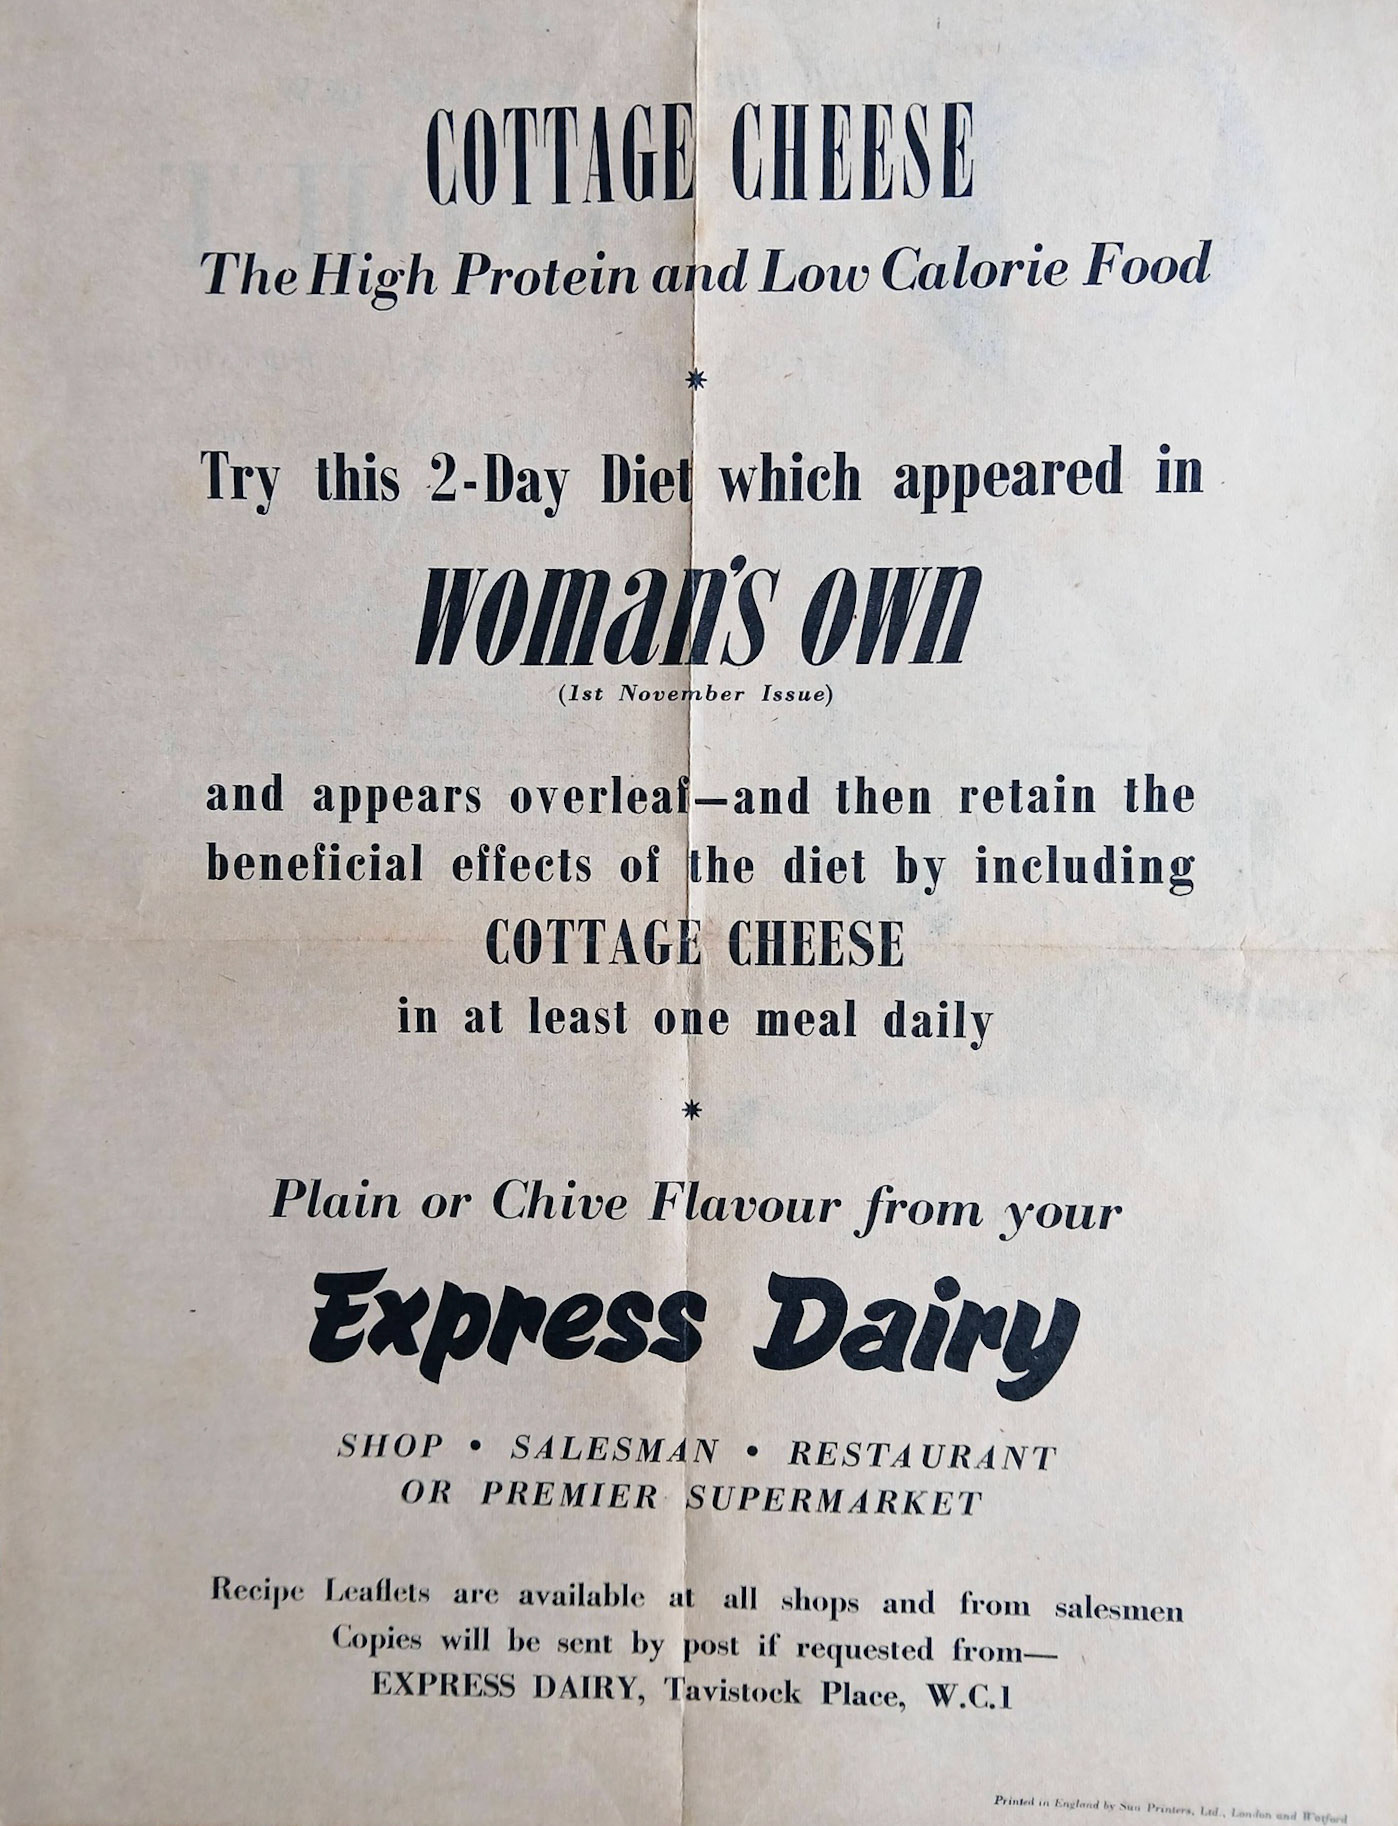 COTTAGE CHEESE
The High Protein and Low Calorie Food
Try this 2-Day Diet which appeared in
woman's own
(1st November Issue)
and appears overleaf—and then retain the
beneficial effects of the diet by including
COTTAGE CHEESE
in at least one meal daily
Plain or Chive Flavour from your
Express Dairy
SHOP • SALESMAN • RESTAURANT
OR PREMIER SUPERMARKET
Recipe Leaflets are available at all shops and from salesmen
Copies will be sent by post if requested from—
EXPRESS DAIRY, Tavistock Place, W.C.1
Printed in England by Sun Printers, Ltd., London and Watford